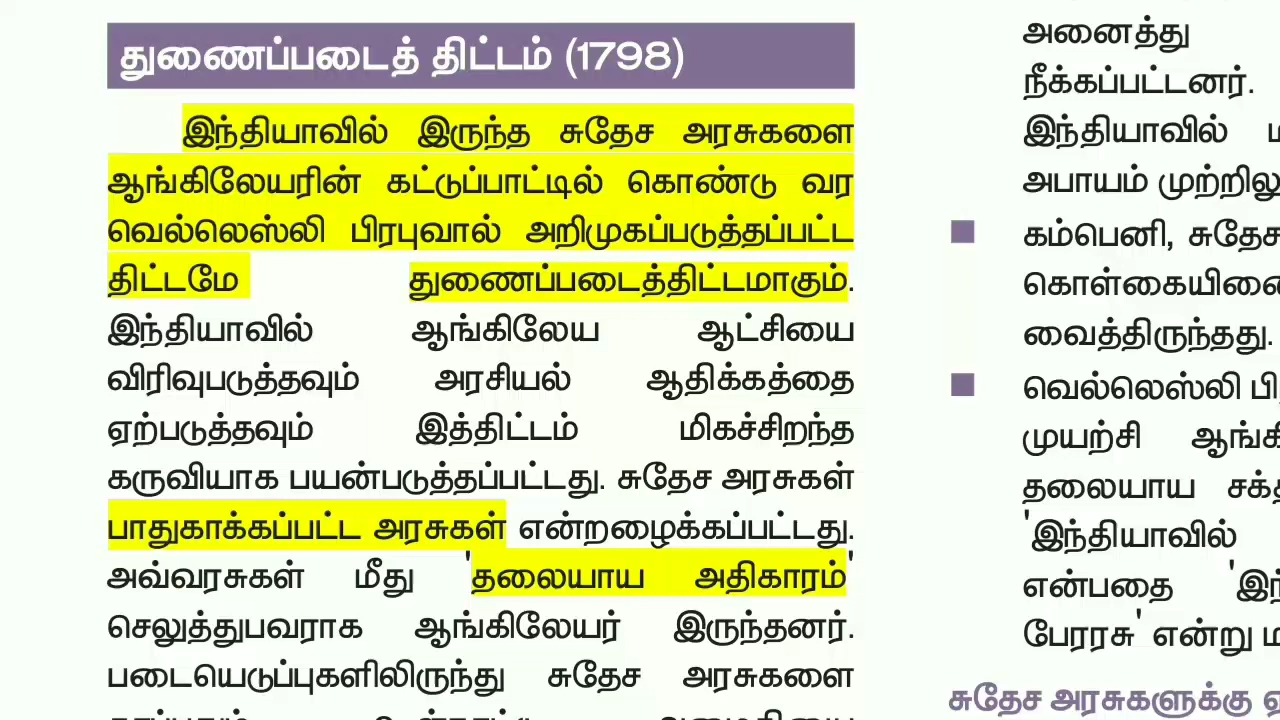 துணைப்படைத் திட்டம் (1798)
இந்தியாவில் இருந்த சுதேச அரசுகளை
ஆங்கிலேயரின் கட்டுப்பாட்டில் கொண்டு வர
வெல்லெஸ்லி பிரபுவால் அறிமுகப்படுத்தப்பட்ட
திட்டமே துணைப்படைத்திட்டமாகும்.
இந்தியாவில் ஆங்கிலேய ஆட்சியை
விரிவுபடுத்தவும் அரசியல் ஆதிக்கத்தை
ஏற்படுத்தவும் இத்திட்டம் மிகச்சிறந்த
கருவியாக பயன்படுத்தப்பட்டது. சுதேச அரசுகள்
பாதுகாக்கப்பட்ட அரசுகள் என்றழைக்கப்பட்டது.
அவ்வரசுகள் மீது 'தலையாய அதிகாரம்'
செலுத்துபவராக ஆங்கிலேயர் இருந்தனர்.
படையெடுப்புகளிலிருந்து சுதேச அரசுகளை
அனைத்து
நீக்கப்பட்டனர்.
இந்தியாவில்
அபாயம்
கம்பெனி,
கொள்கையினை
வைத்திருந்தது.
வெல்லெஸ்லி
முயற்சி
தலையாய
'இந்தியாவில்
என்பதை
பேரரசு' என்று
சுதேச அரசுகளுக்கு